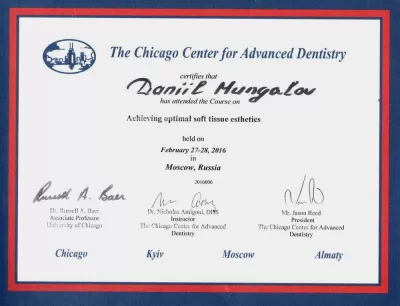 The Chicago Center for Advanced Dentistry
certifies that
Daniil Mungalov
has attended the Course on
Achieving optimal soft tissue esthetics
held on
February 27-28, 2016
in
Moscow, Russia
2016006
Russell A. Baer
Dr. Russell A. Baer
Associate Professor
University of Chicago
Dr. Nicholas Amigoni, DDS
Instructor
The Chicago Center for Advanced
Dentistry
Mr. Jason Reed
President
The Chicago Center for Advanced
Dentistry
Chicago Kyiv Moscow Almaty